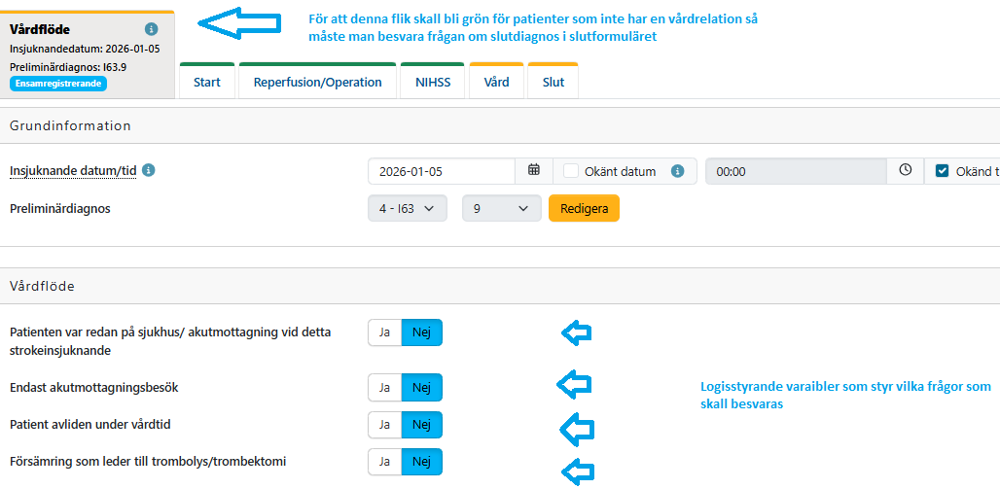 Vårdflöde
Insjuknandedatum: 2026-01-05
Preliminärdiagnos: I63.9
Ensamregistrerande
För att denna flik skall bli grön för patienter som inte har en vårdrelation så
måste man besvara frågan om slutdiagnos i slutformuläret
Start
Reperfusion/Operation
NIHSS
Vård
Slut
Grundinformation
Insjuknande datum/tid
2026-01-05
Okänt datum
00:00
Okänd t
Preliminärdiagnos
4 - I63
9
Redigera
Vårdflöde
Patienten var redan på sjukhus/ akutmottagning vid detta
strokeinsjuknande
Ja Nej
Endast akutmottagningsbesök
Ja Nej
Logisstyrande varaibler som styr vilka frågor som
skall besvaras
Patient avliden under vårdtid
Ja Nej
Försämring som leder till trombolys/trombektomi
Ja Nej